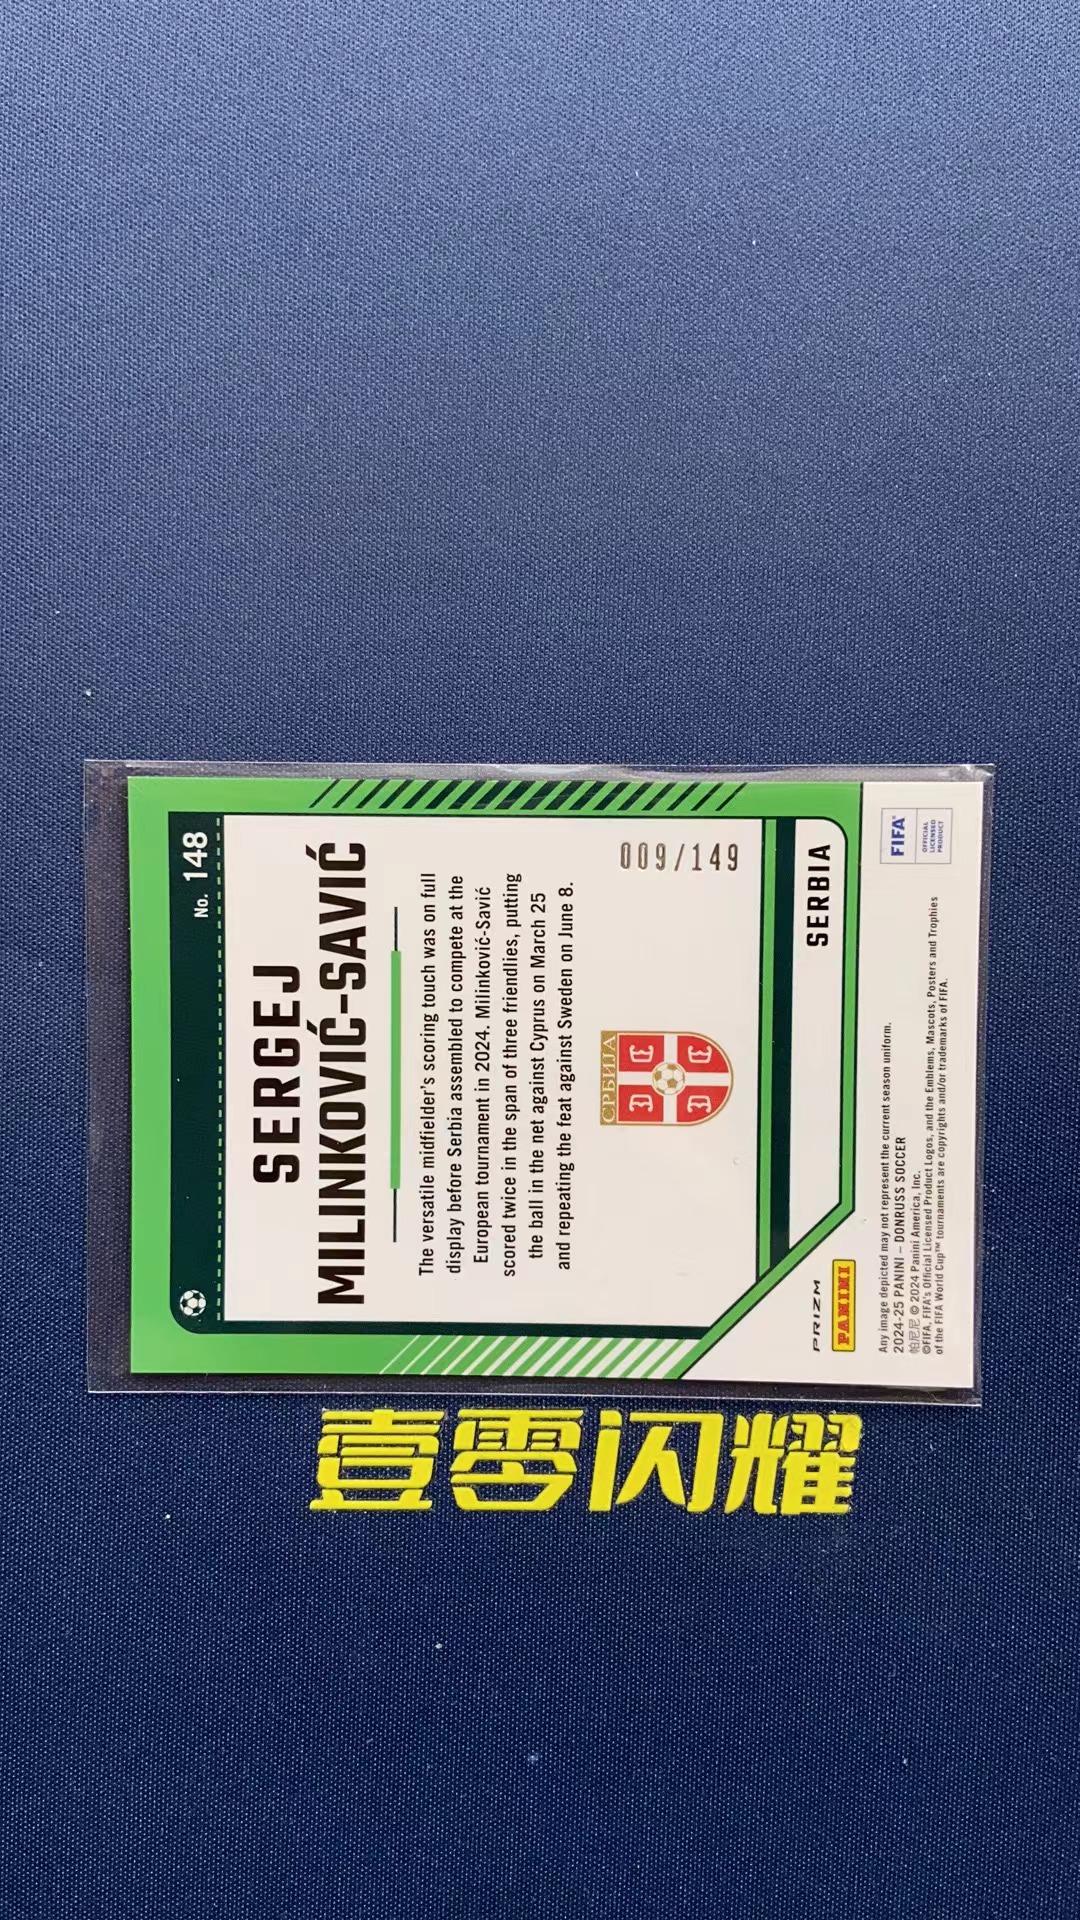 No. 148
SERGEJ
MILINKOVIĆ-SAVIĆ
The versatile midfielder's scoring touch was on full
display before Serbia assembled to compete at the
European tournament in 2024. Milinković-Savić
scored twice in the span of three friendlies, putting
the ball in the net against Cyprus on March 25
and repeating the feat against Sweden on June 8.
СРБИЈА
009/149
SERBIA
PRIZM
PANINI
FIFA®
OFFICIAL
LICENSED
PRODUCT
Any image depicted may not represent the current season uniform.
2024-25 PANINI – DONRUSS SOCCER
帕尼尼 © 2024 Panini America, Inc.
©FIFA, FIFA's Official Licensed Product Logos, and the Emblems, Mascots, Posters and Trophies
of the FIFA World Cup™ tournaments are copyrights and/or trademarks of FIFA.
壹零闪耀